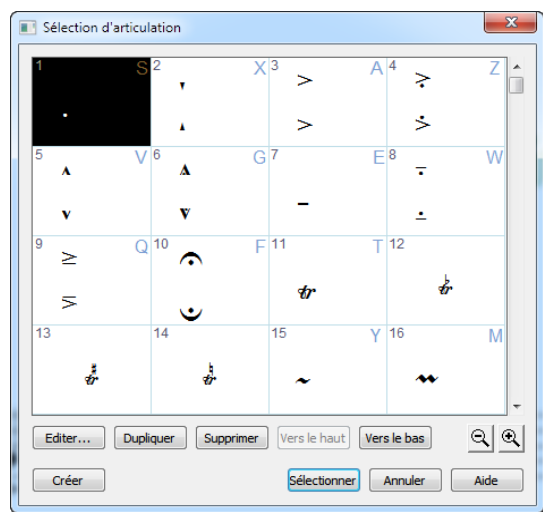 Sélection d'articulation
1 S 2 X 3 A 4 Z
5 V 6 G 7 E 8 W
9 Q 10 F 11 T 12
tr tr
13 14 15 Y 16 M
tr tr
Editer... Dupliquer Supprimer Vers le haut Vers le bas
Créer Sélectionner Annuler Aide